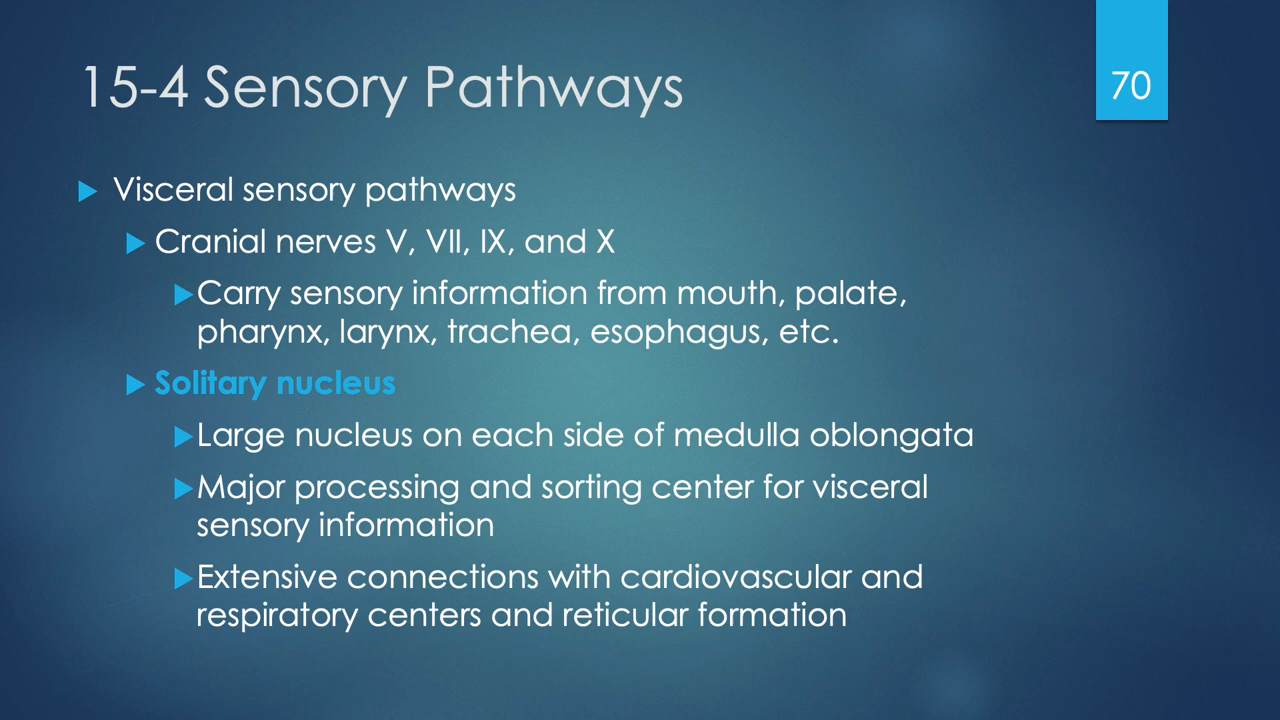 15-4 Sensory Pathways
70
Visceral sensory pathways
Cranial nerves V, VII, IX, and X
Carry sensory information from mouth, palate,
pharynx, larynx, trachea, esophagus, etc.
Solitary nucleus
Large nucleus on each side of medulla oblongata
Major processing and sorting center for visceral
sensory information
Extensive connections with cardiovascular and
respiratory centers and reticular formation